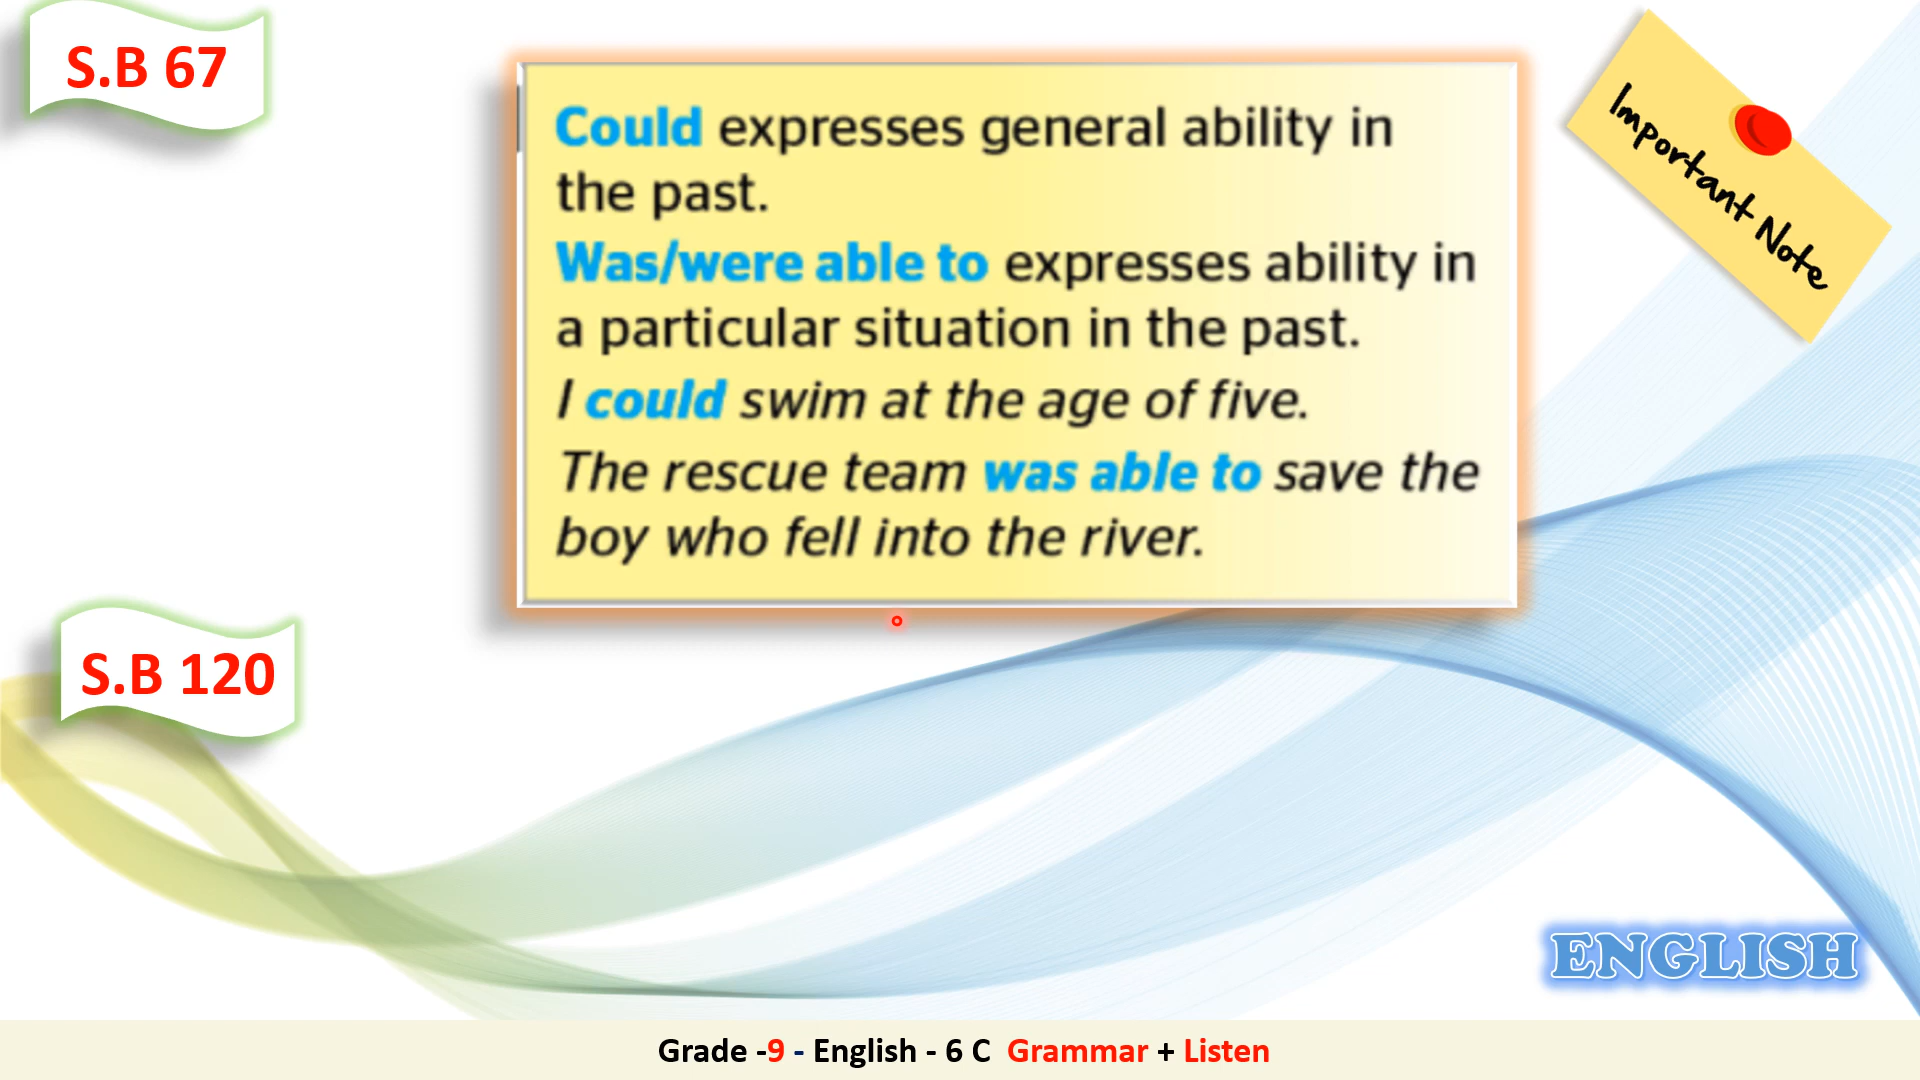 S.B 67
Could expresses general ability in
the past.
Was/were able to expresses ability in
a particular situation in the past.
I could swim at the age of five.
The rescue team was able to save the
boy who fell into the river.
Important Note
S.B 120
ENGLISH
Grade -9 - English - 6 C Grammar + Listen